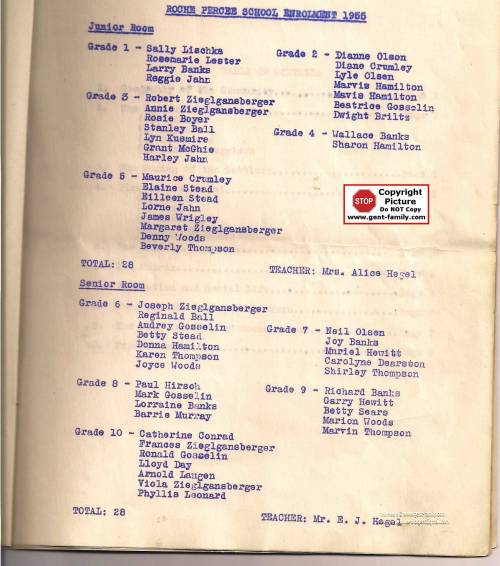 ROCHE PERCEE SCHOOL ENROLMENT 1955
Junior Room
Grade 1 - Sally Lischka
Rosemarie Lester
Larry Banks
Reggie Jahn
Grade 2 - Dianne Olson
Diane Crumley
Lyle Olsen
Marvis Hamilton
Mavis Hamilton
Beatrice Gosselin
Dwight Briltz
Grade 3 - Robert Zieglgansberger
Annie Zieglgansberger
Rosie Boyer
Stanley Ball
Lyn Kusmire
Grant McGhie
Harley Jahn
Grade 4 - Wallace Banks
Sharon Hamilton
Grade 5 - Maurice Crumley
Elaine Stead
Eilleen Stead
Lorne Jahn
James Wrigley
Margaret Zieglgansberger
Denny Woods
Beverly Thompson
STOP
Copyright
Picture
Do NOT Copy
www.gent-family.com
TOTAL: 28
TEACHER: Mrs. Alice Hegel
Senior Room
Grade 6 - Joseph Zieglgansberger
Reginald Ball
Audrey Gosselin
Betty Stead
Donna Hamilton
Karen Thompson
Joyce Woods
Grade 7 - Neil Olsen
Joy Banks
Muriel Hewitt
Carolyne Dearston
Shirley Thompson
Grade 8 - Paul Hirsch
Mark Gosselin
Lorraine Banks
Barrie Murray
Grade 9 - Richard Banks
Garry Hewitt
Betty Sears
Marion Woods
Marvin Thompson
Grade 10 - Catherine Conrad
Frances Zieglgansberger
Ronald Gosselin
Lloyd Day
Arnold Langen
Viola Zieglgansberger
Phyllis Leonard
TOTAL: 28
TEACHER: Mr. E. J. Hegel